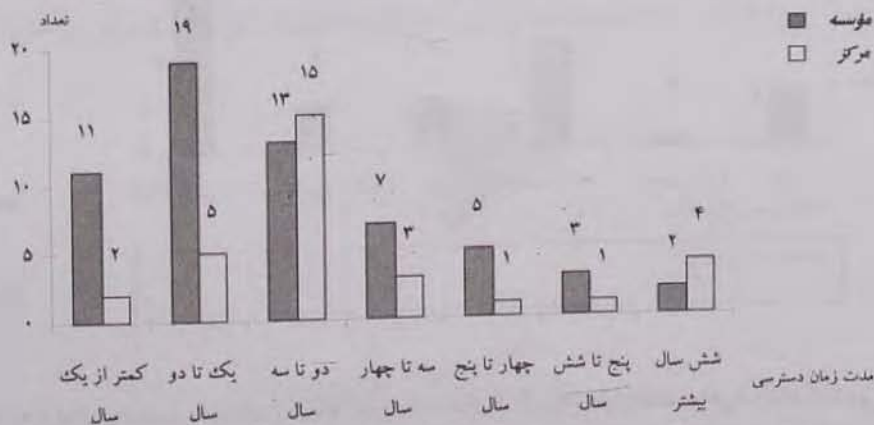 تعداد
مؤسسه
مرکز
۲۰
۱۵
۱۰
۵
۰
۱۱
۲
۱۹
۵
۱۳
۱۵
۷
۳
۵
۱
۳
۱
۲
۴
کمتر از یک سال
یک تا دو سال
دو تا سه سال
سه تا چهار سال
چهار تا پنج سال
پنج تا شش سال
شش سال بیشتر
مدت زمان دسترسی